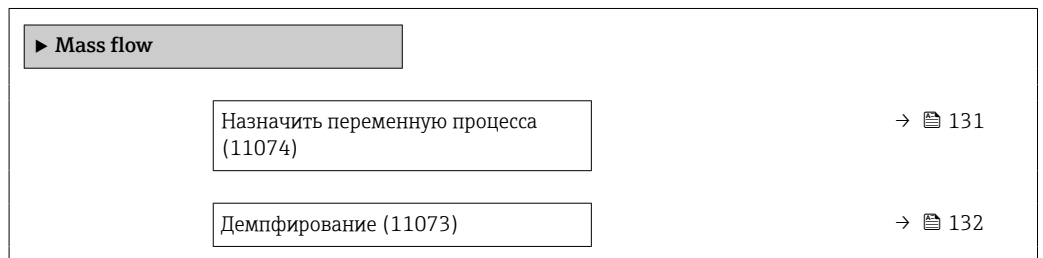 ▶ Mass flow
Назначить переменную процесса → 131
(11074)
Демпфирование (11073) → 132